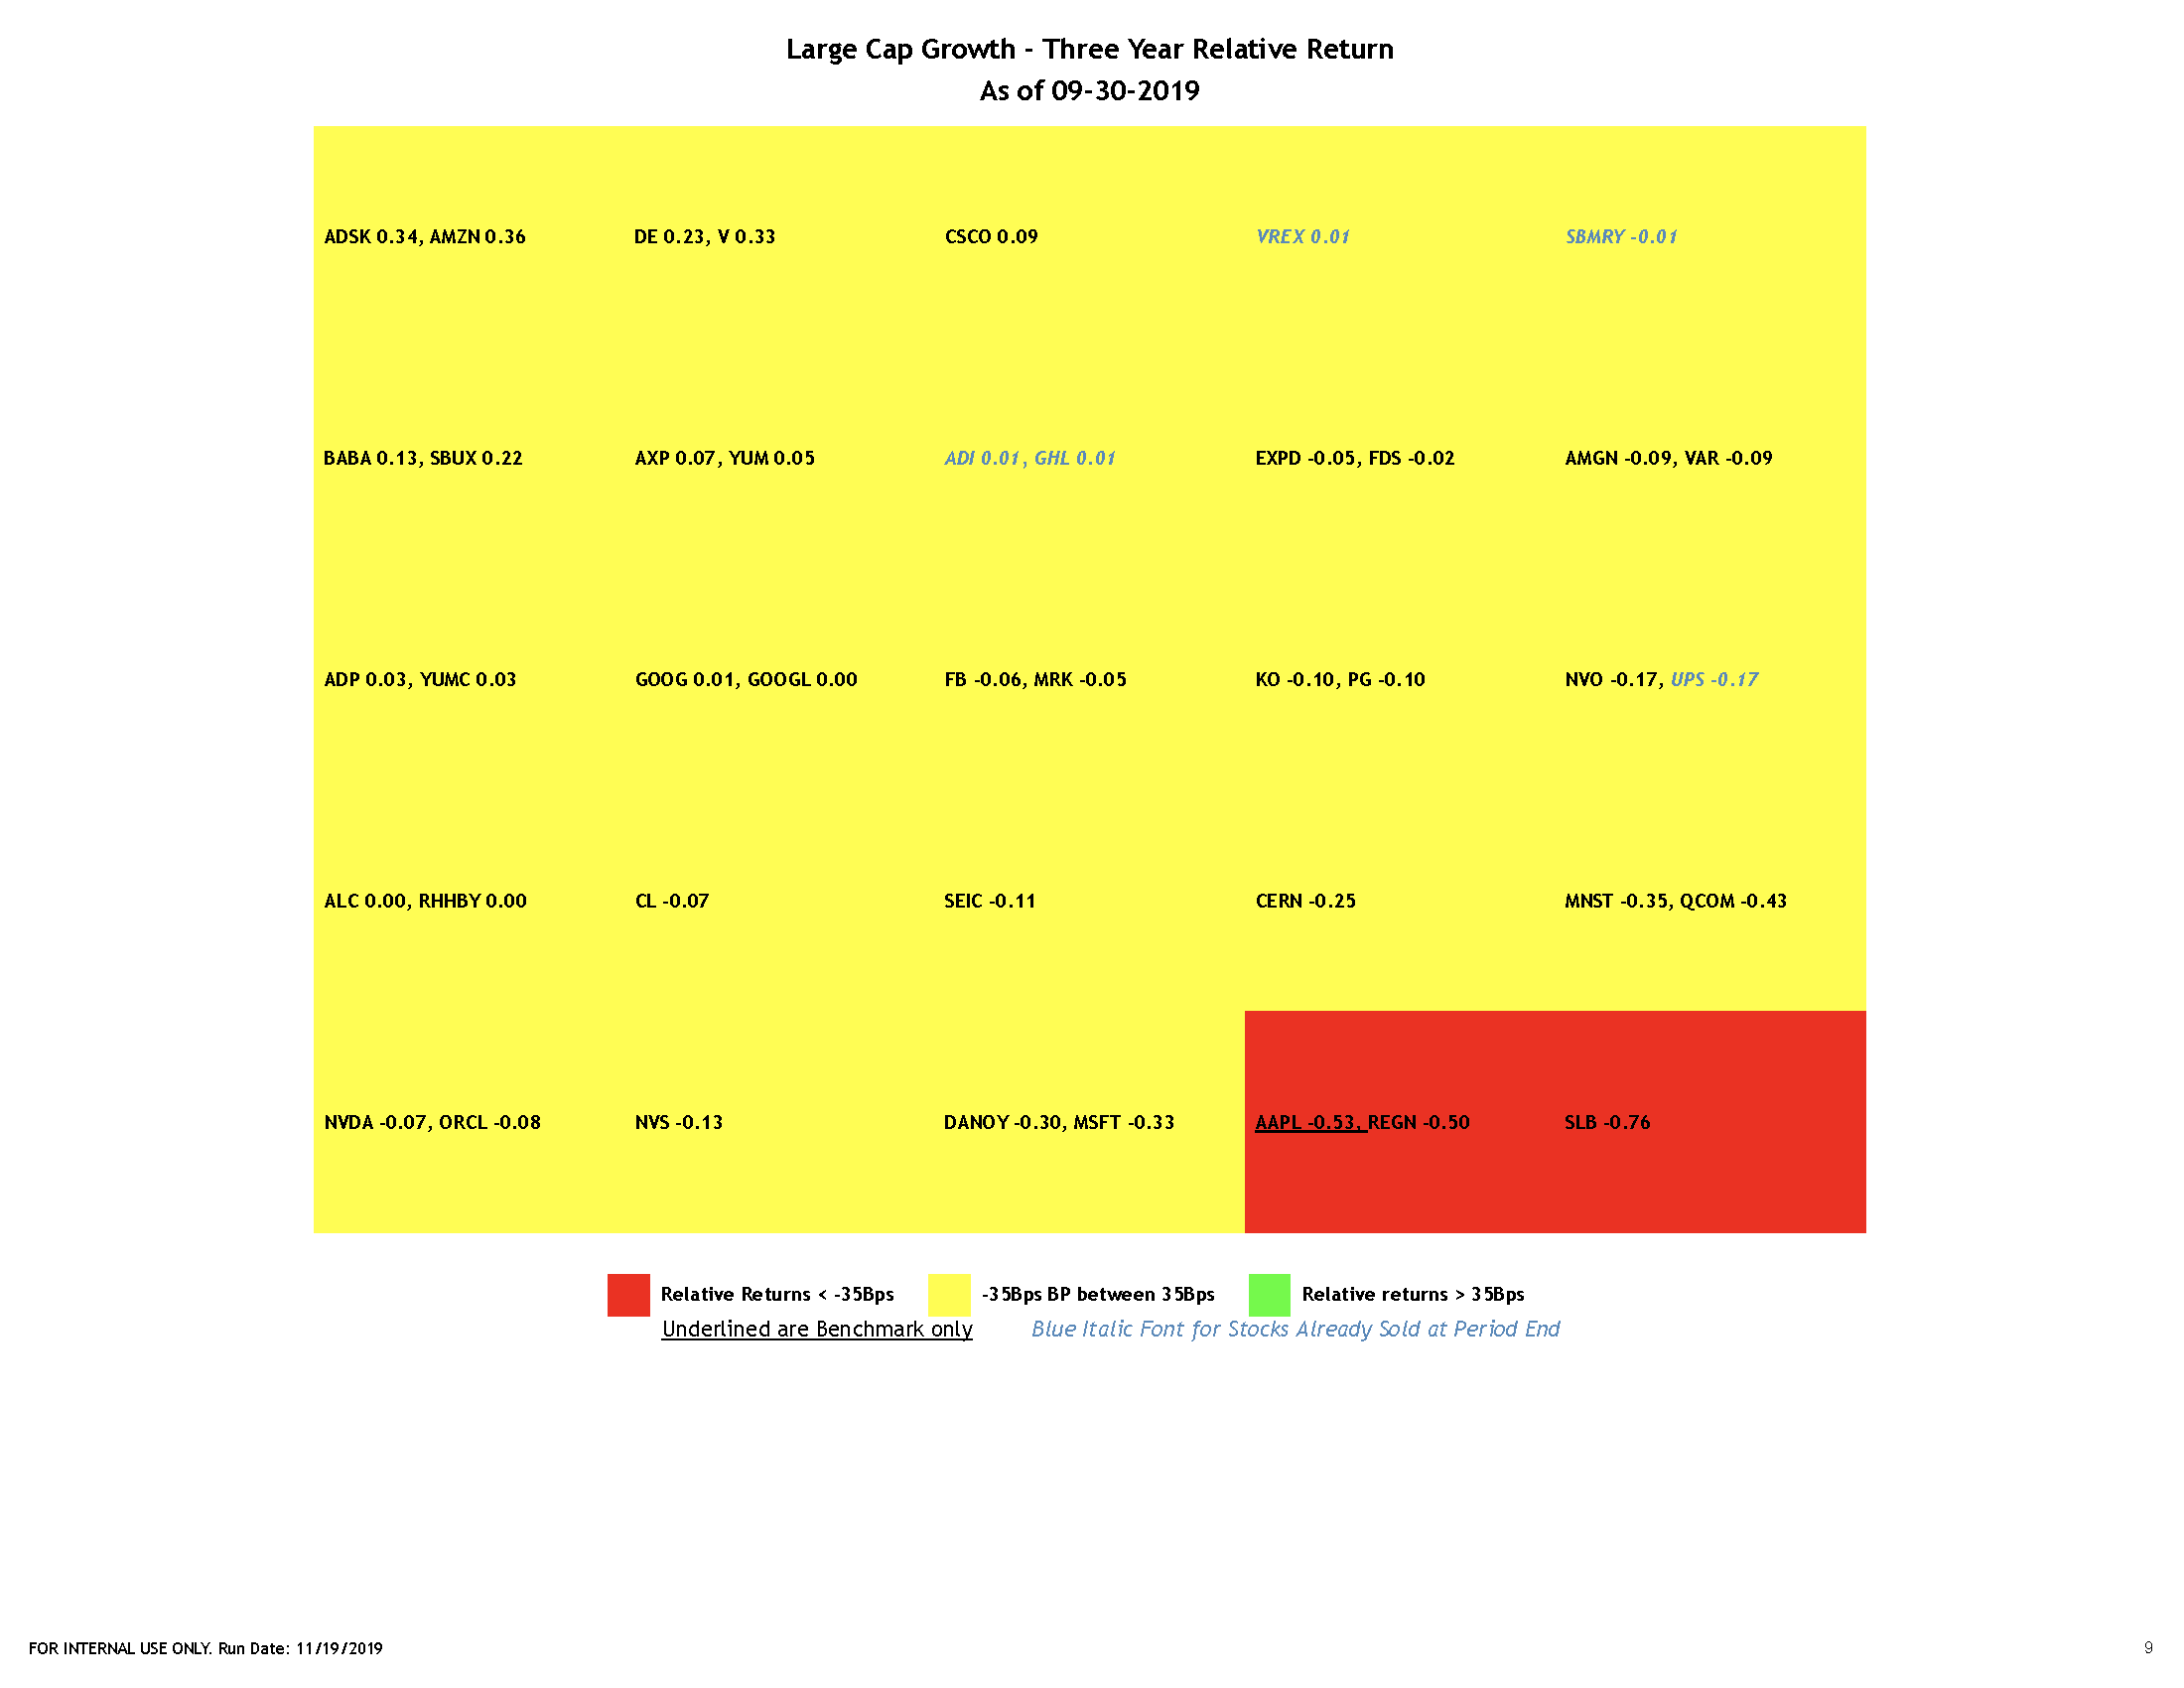 Large Cap Growth - Three Year Relative Return
As of 09-30-2019
ADSK 0.34, AMZN 0.36 DE 0.23, V 0.33 CSCO 0.09 VREX 0.01 SBMRY -0.01
BABA 0.13, SBUX 0.22 AXP 0.07, YUM 0.05 ADI 0.01, GHL 0.01 EXPD -0.05, FDS -0.02 AMGN -0.09, VAR -0.09
ADP 0.03, YUMC 0.03 GOOG 0.01, GOOGL 0.00 FB -0.06, MRK -0.05 KO -0.10, PG -0.10 NVO -0.17, UPS -0.17
ALC 0.00, RHHBY 0.00 CL -0.07 SEIC -0.11 CERN -0.25 MNST -0.35, QCOM -0.43
NVDA -0.07, ORCL -0.08 NVS -0.13 DANOY -0.30, MSFT -0.33 AAPL -0.53, REGN -0.50 SLB -0.76
Relative Returns < -35Bps -35Bps BP between 35Bps Relative returns > 35Bps
Underlined are Benchmark only Blue Italic Font for Stocks Already Sold at Period End
FOR INTERNAL USE ONLY. Run Date: 11/19/2019 9